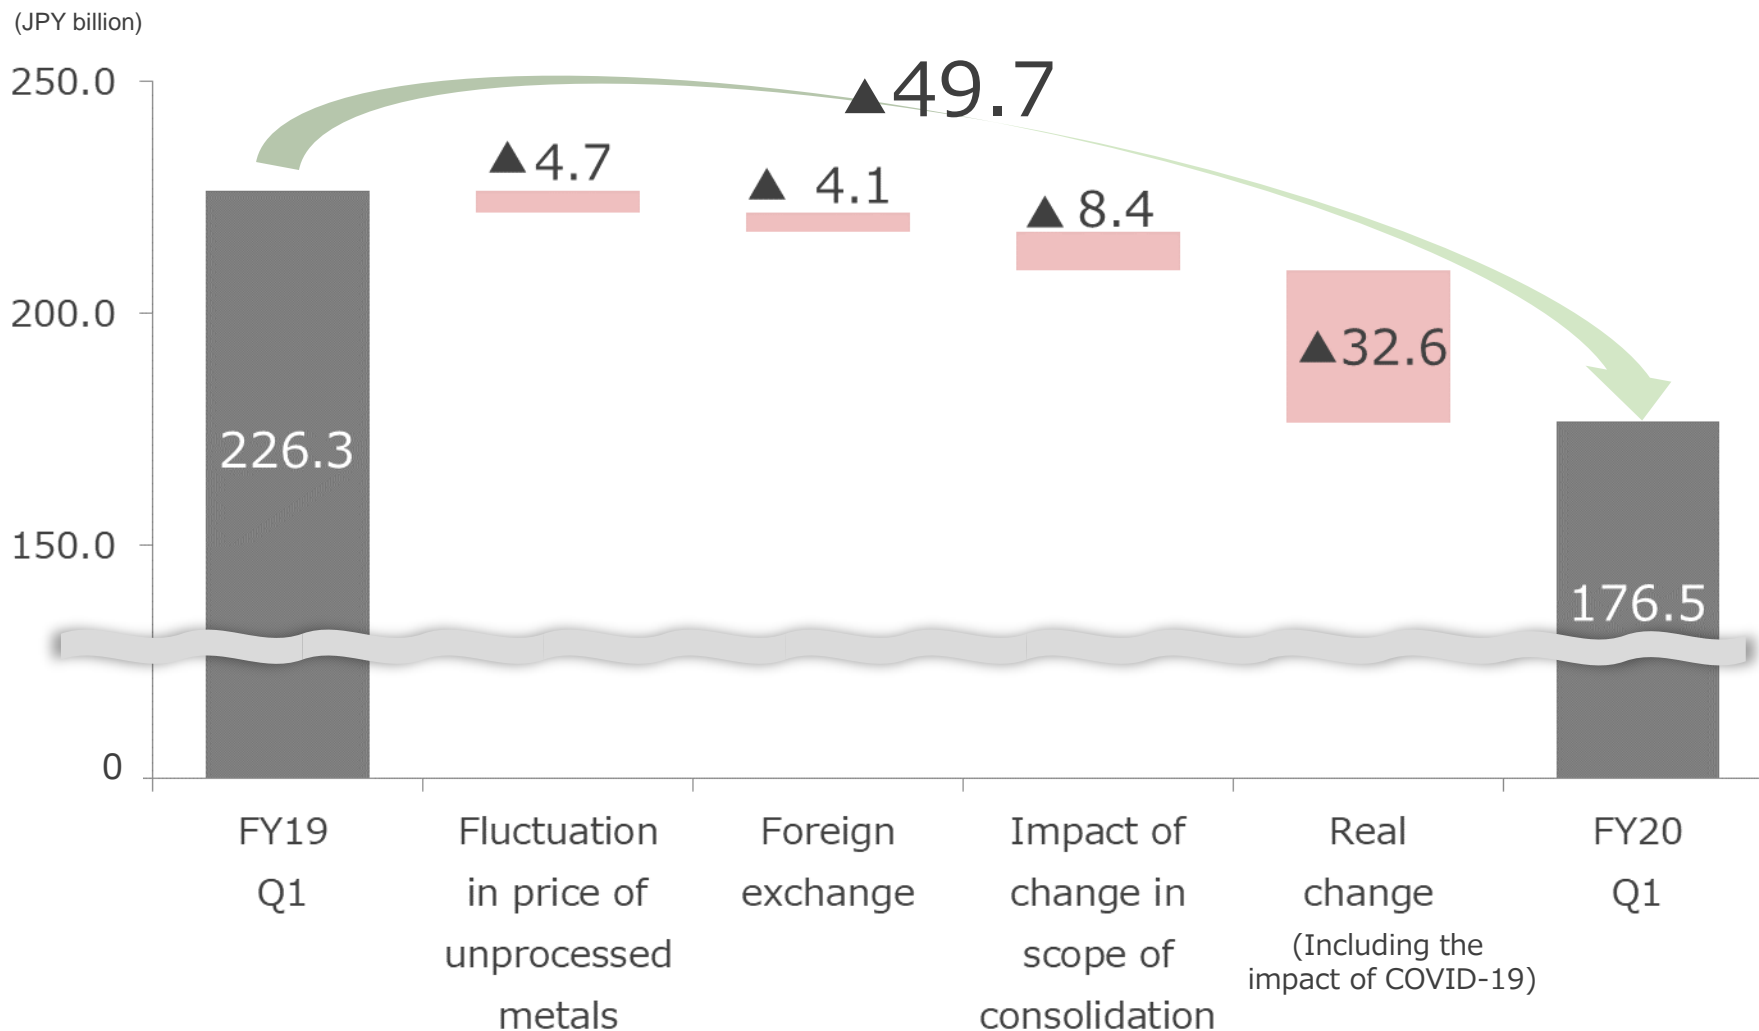 (JPY billion)
250.0
200.0
150.0
0
▲49.7
▲4.7
▲ 4.1
▲ 8.4
▲32.6
226.3
176.5
FY19
Q1
Fluctuation
in price of
unprocessed
metals
Foreign
exchange
Impact of
change in
scope of
consolidation
Real
change
(Including the
impact of COVID-19)
FY20
Q1